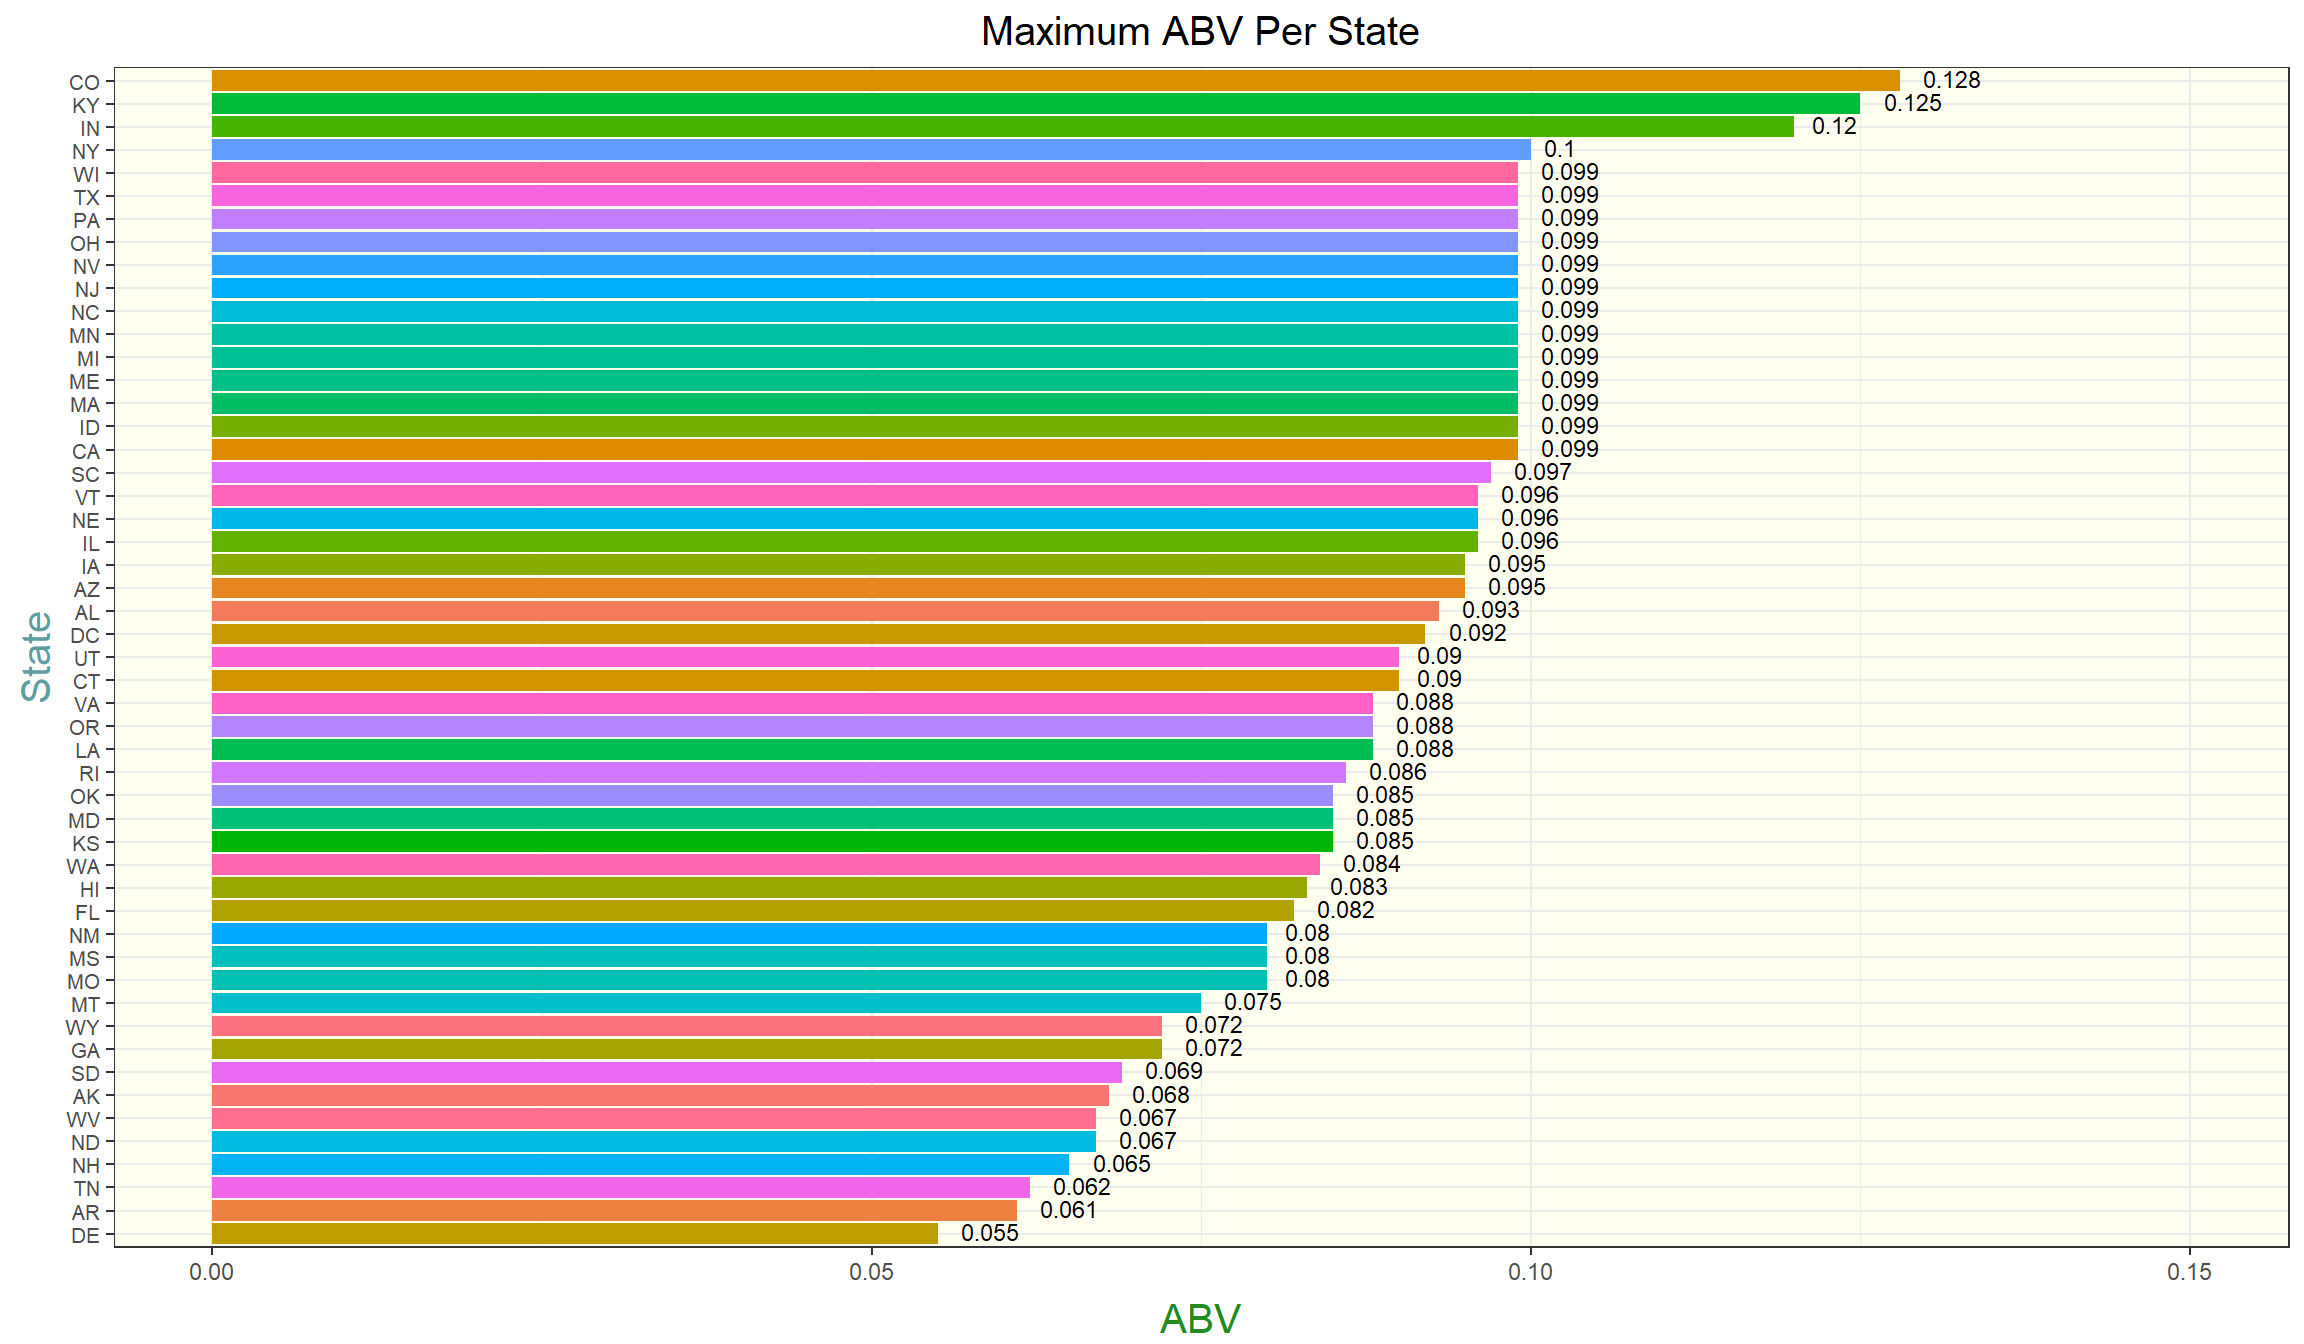 Maximum ABV Per State
CO 0.128
KY 0.125
IN 0.12
NY 0.1
WI 0.099
TX 0.099
PA 0.099
OH 0.099
NV 0.099
NJ 0.099
NC 0.099
MN 0.099
MI 0.099
ME 0.099
MA 0.099
ID 0.099
CA 0.099
SC 0.097
VT 0.096
NE 0.096
IL 0.096
IA 0.095
AZ 0.095
AL 0.093
DC 0.092
UT 0.09
CT 0.09
VA 0.088
OR 0.088
LA 0.088
RI 0.086
OK 0.085
MD 0.085
KS 0.085
WA 0.084
HI 0.083
FL 0.082
NM 0.08
MS 0.08
MO 0.08
MT 0.075
WY 0.072
GA 0.072
SD 0.069
AK 0.068
WV 0.067
ND 0.067
NH 0.065
TN 0.062
AR 0.061
DE 0.055
State
0.00 0.05 0.10 0.15
ABV